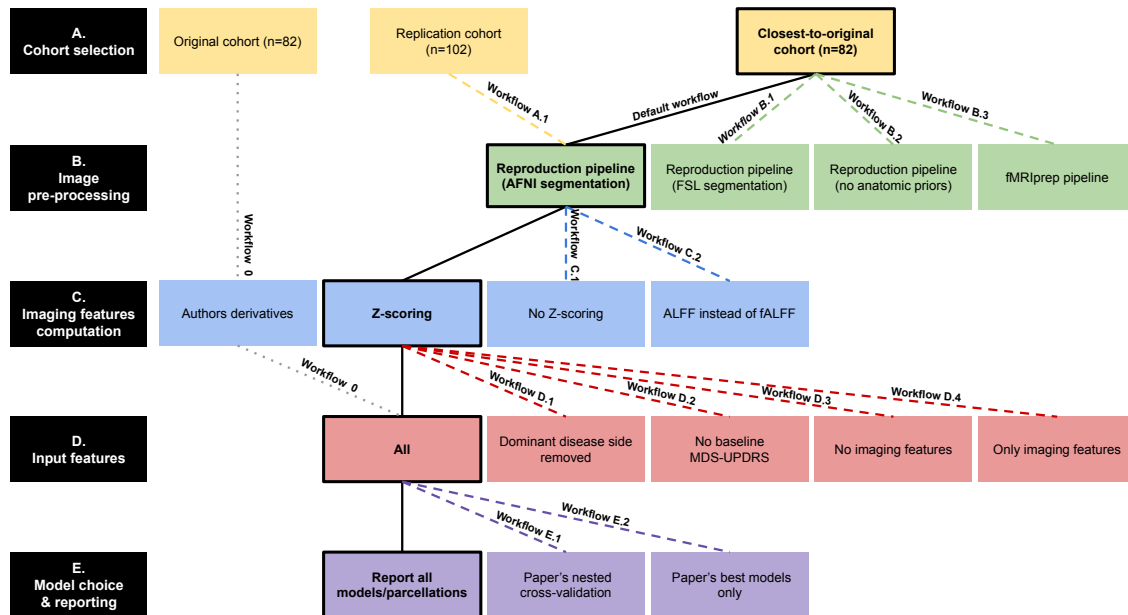 A.
Cohort selection
Original cohort (n=82)
Replication cohort
(n=102)
Closest-to-original
cohort (n=82)
Workflow A.1
Default workflow
Workflow B.1
Workflow B.2
Workflow B.3
B.
Image
pre-processing
Reproduction pipeline
(AFNI segmentation)
Reproduction pipeline
(FSL segmentation)
Reproduction pipeline
(no anatomic priors)
fMRIprep pipeline
Workflow 0
Workflow C.1
Workflow C.2
C.
Imaging features
computation
Authors derivatives
Z-scoring
No Z-scoring
ALFF instead of fALFF
Workflow 0
Workflow D.1
Workflow D.2
Workflow D.3
Workflow D.4
D.
Input features
All
Dominant disease side
removed
No baseline
MDS-UPDRS
No imaging features
Only imaging features
Workflow E.1
Workflow E.2
E.
Model choice
& reporting
Report all
models/parcellations
Paper's nested
cross-validation
Paper's best models
only